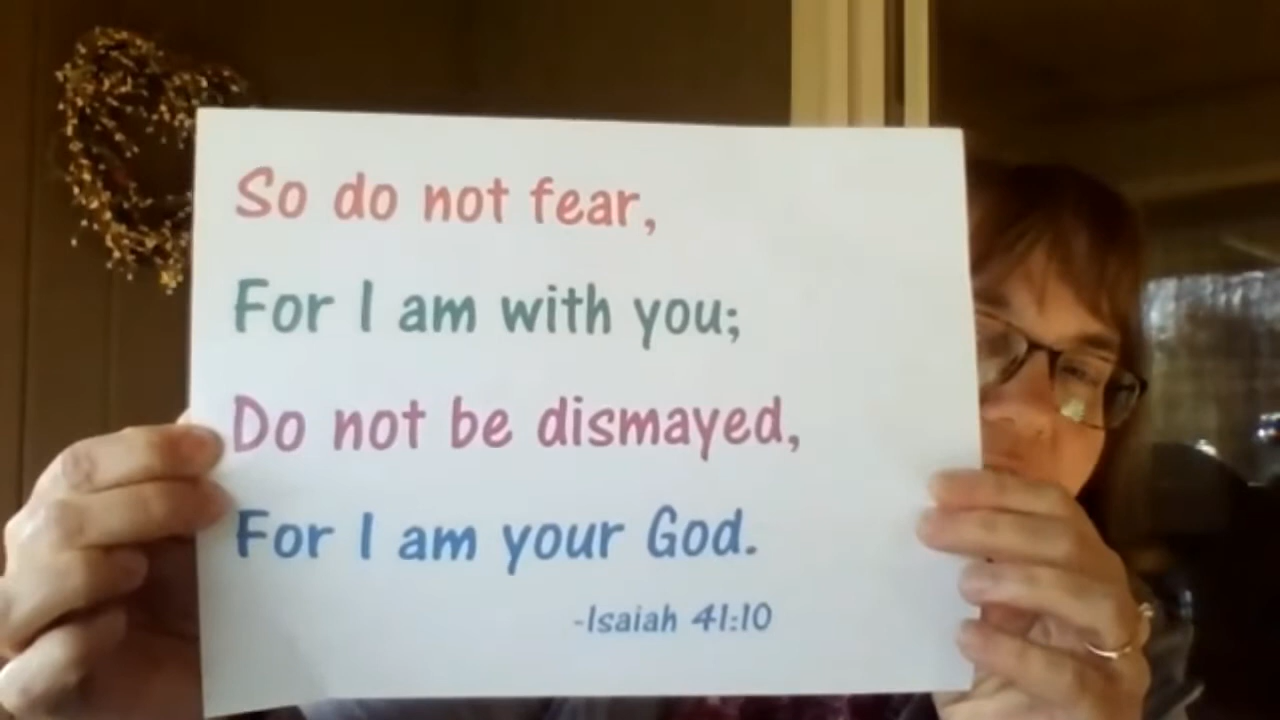 So do not fear,
For I am with you;
Do not be dismayed,
For I am your God.
-Isaiah 41:10